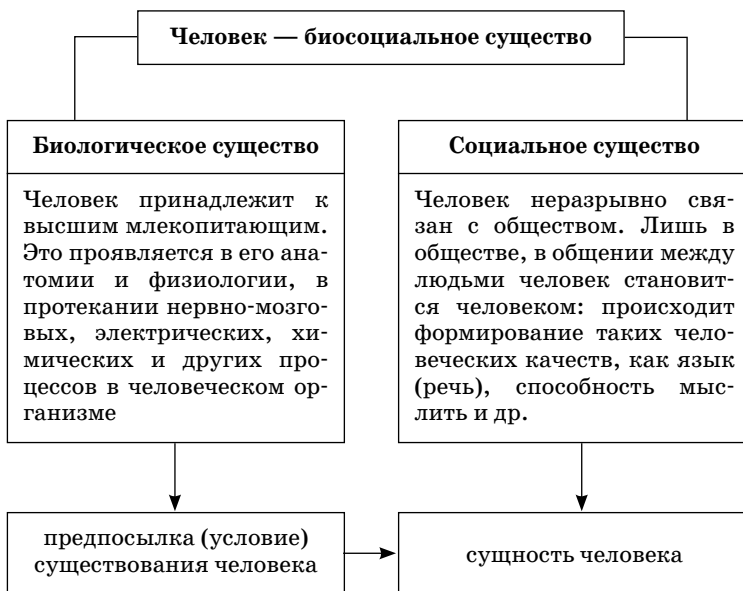 Человек — биосоциальное существо
Биологическое существо
Человек принадлежит к
высшим млекопитающим.
Это проявляется в его ана-
томии и физиологии, в
протекании нервно-мозго-
вых, электрических, хи-
мических и других про-
цессов в человеческом ор-
ганизме
Социальное существо
Человек неразрывно свя-
зан с обществом. Лишь в
обществе, в общении между
людьми человек становит-
ся человеком: происходит
формирование таких чело-
веческих качеств, как язык
(речь), способность мыс-
лить и др.
предпосылка (условие)
существования человека
сущность человека